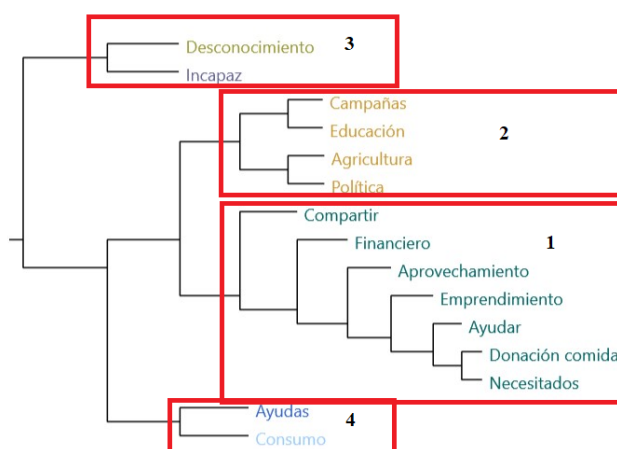 Desconocimiento 3
Incapaz
Campañas
Educación 2
Agricultura
Política
Compartir
Financiero 1
Aprovechamiento
Emprendimiento
Ayudar
Donación comida
Necesitados
Ayudas 4
Consumo